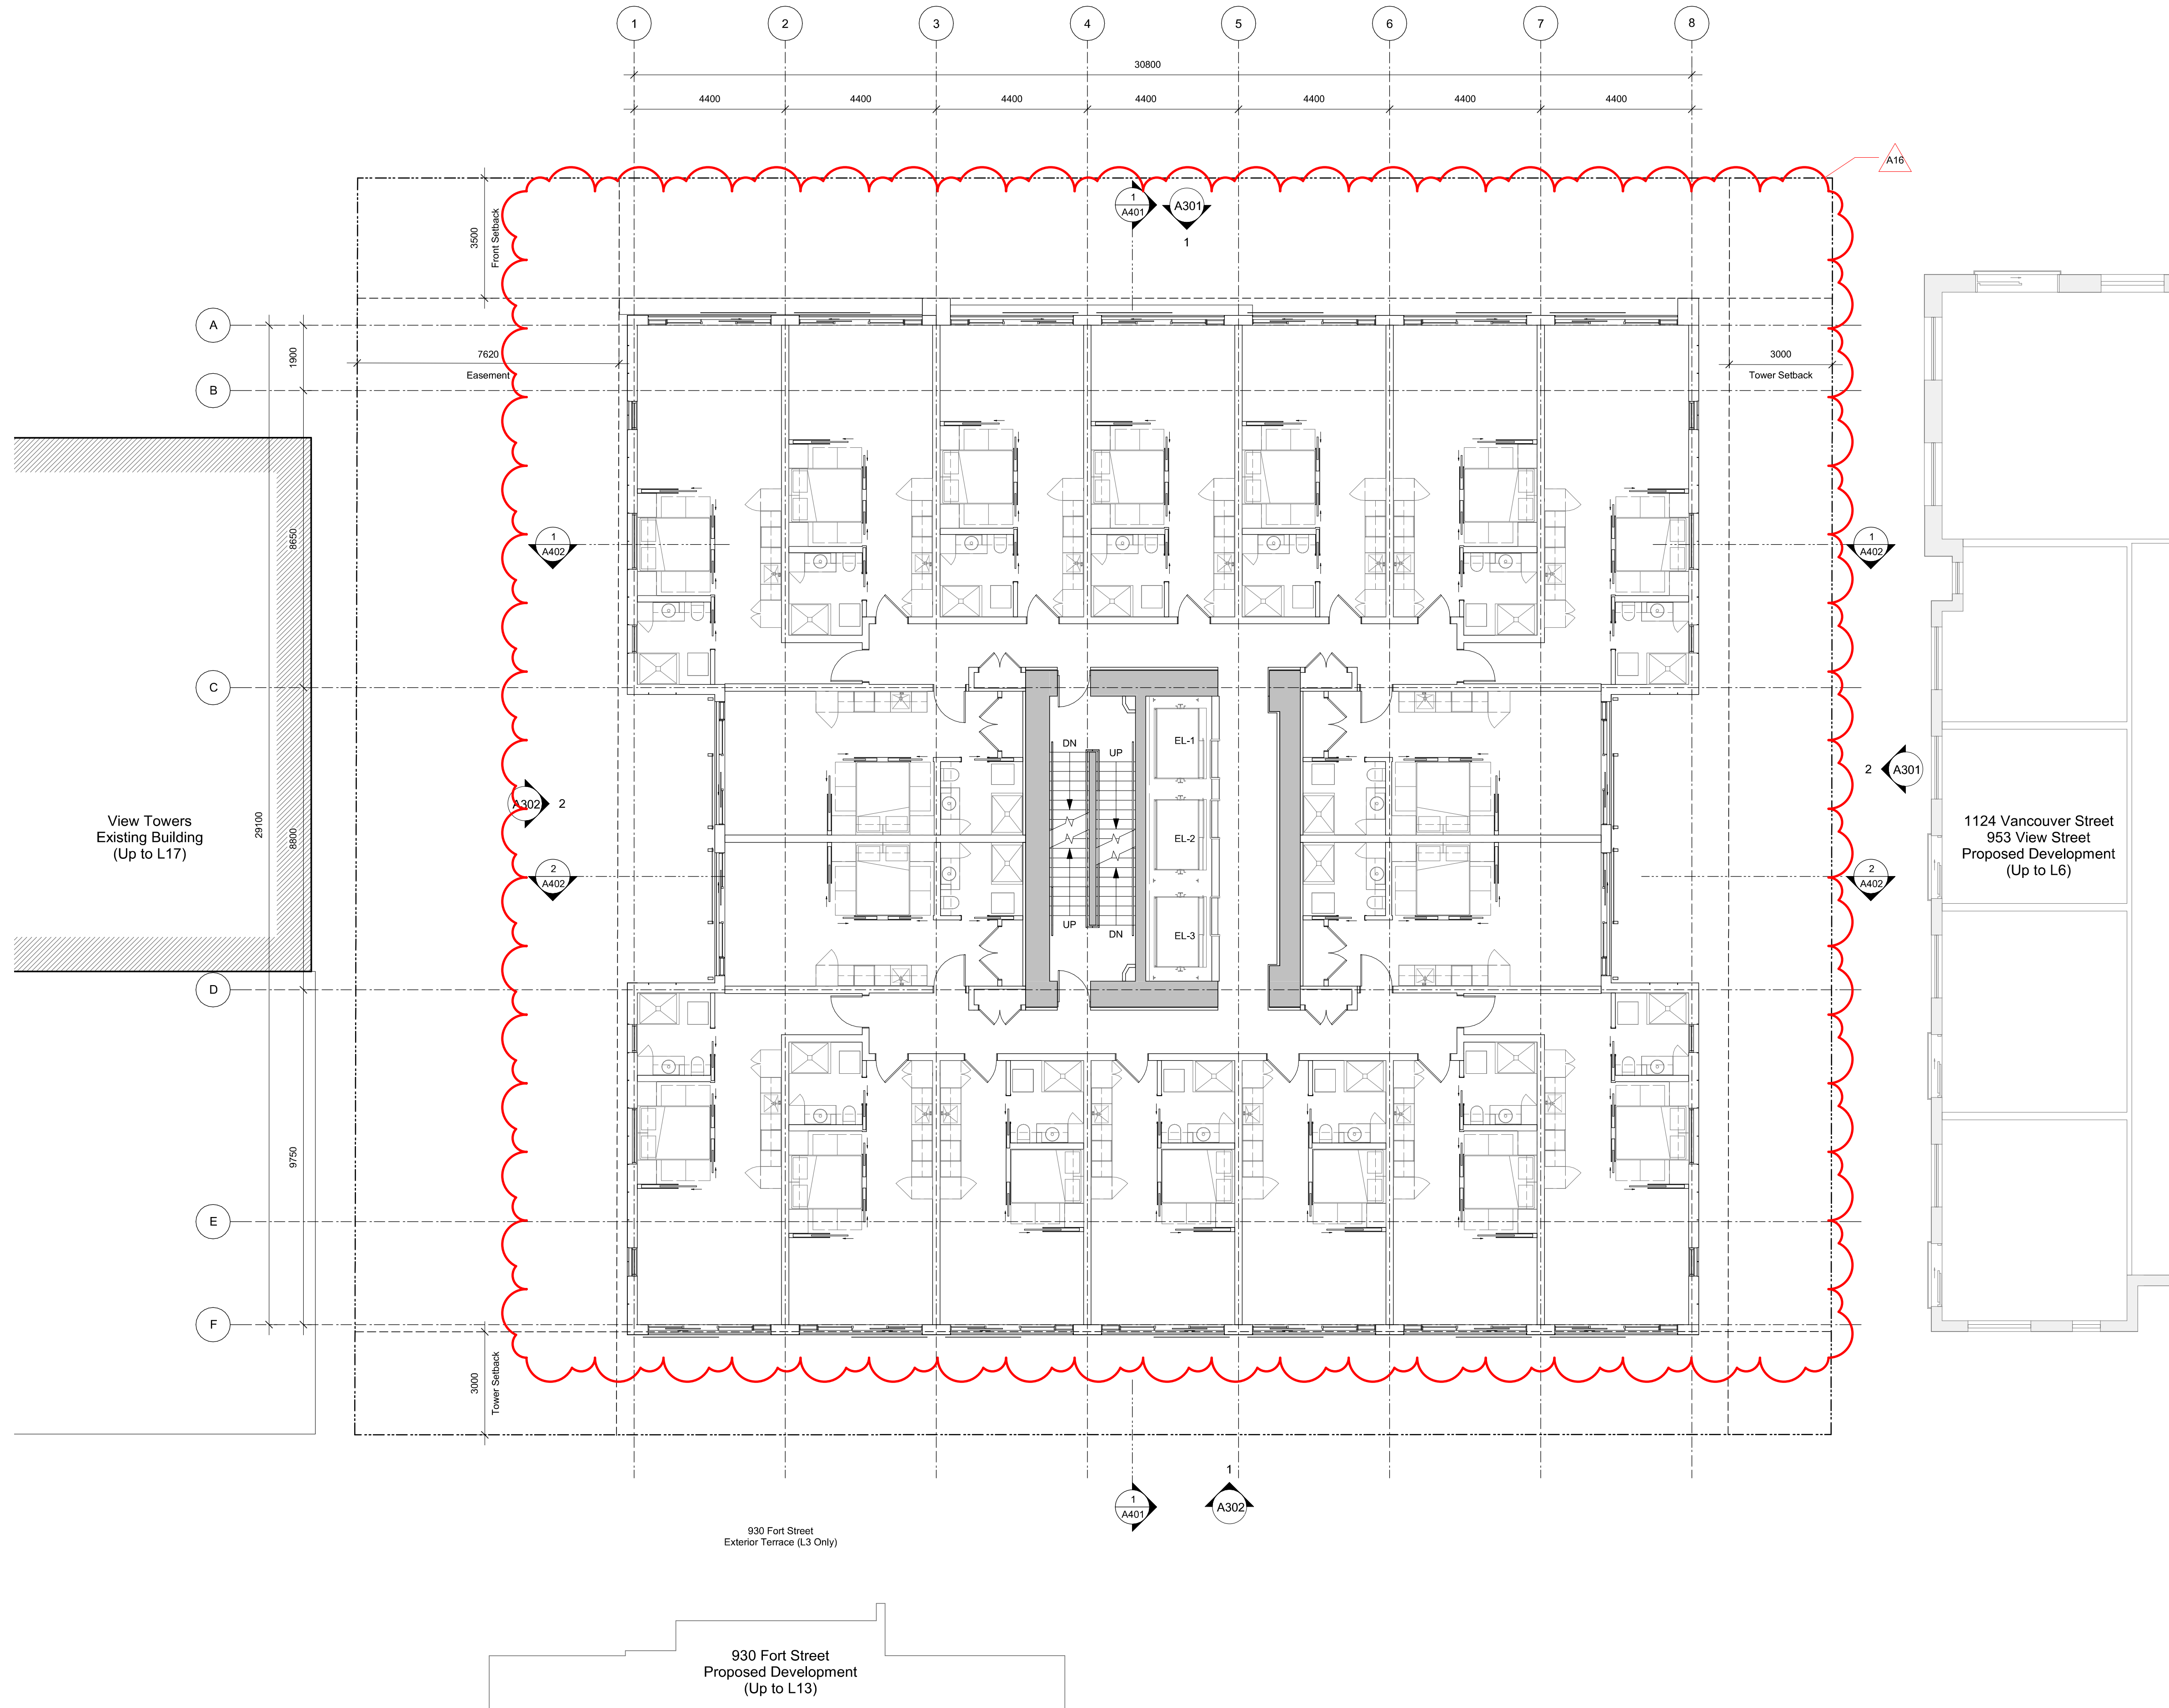 1 2 3 4 5 6 7 8
30800
4400 4400 4400 4400 4400 4400 4400
A16
1
A401
A301
1
3500
Front Setback
A
1900
7620
Easement
3000
Tower Setback
B
8650
1
A402
1
A402
C
DN
UP
EL-1
EL-2
EL-3
UP
DN
A302
2
2
A301
29100
8800
View Towers
Existing Building
(Up to L17)
1124 Vancouver Street
953 View Street
Proposed Development
(Up to L6)
2
A402
2
A402
D
9750
E
F
3000
Tower Setback
1
A401
1
A302
930 Fort Street
Exterior Terrace (L3 Only)
930 Fort Street
Proposed Development
(Up to L13)